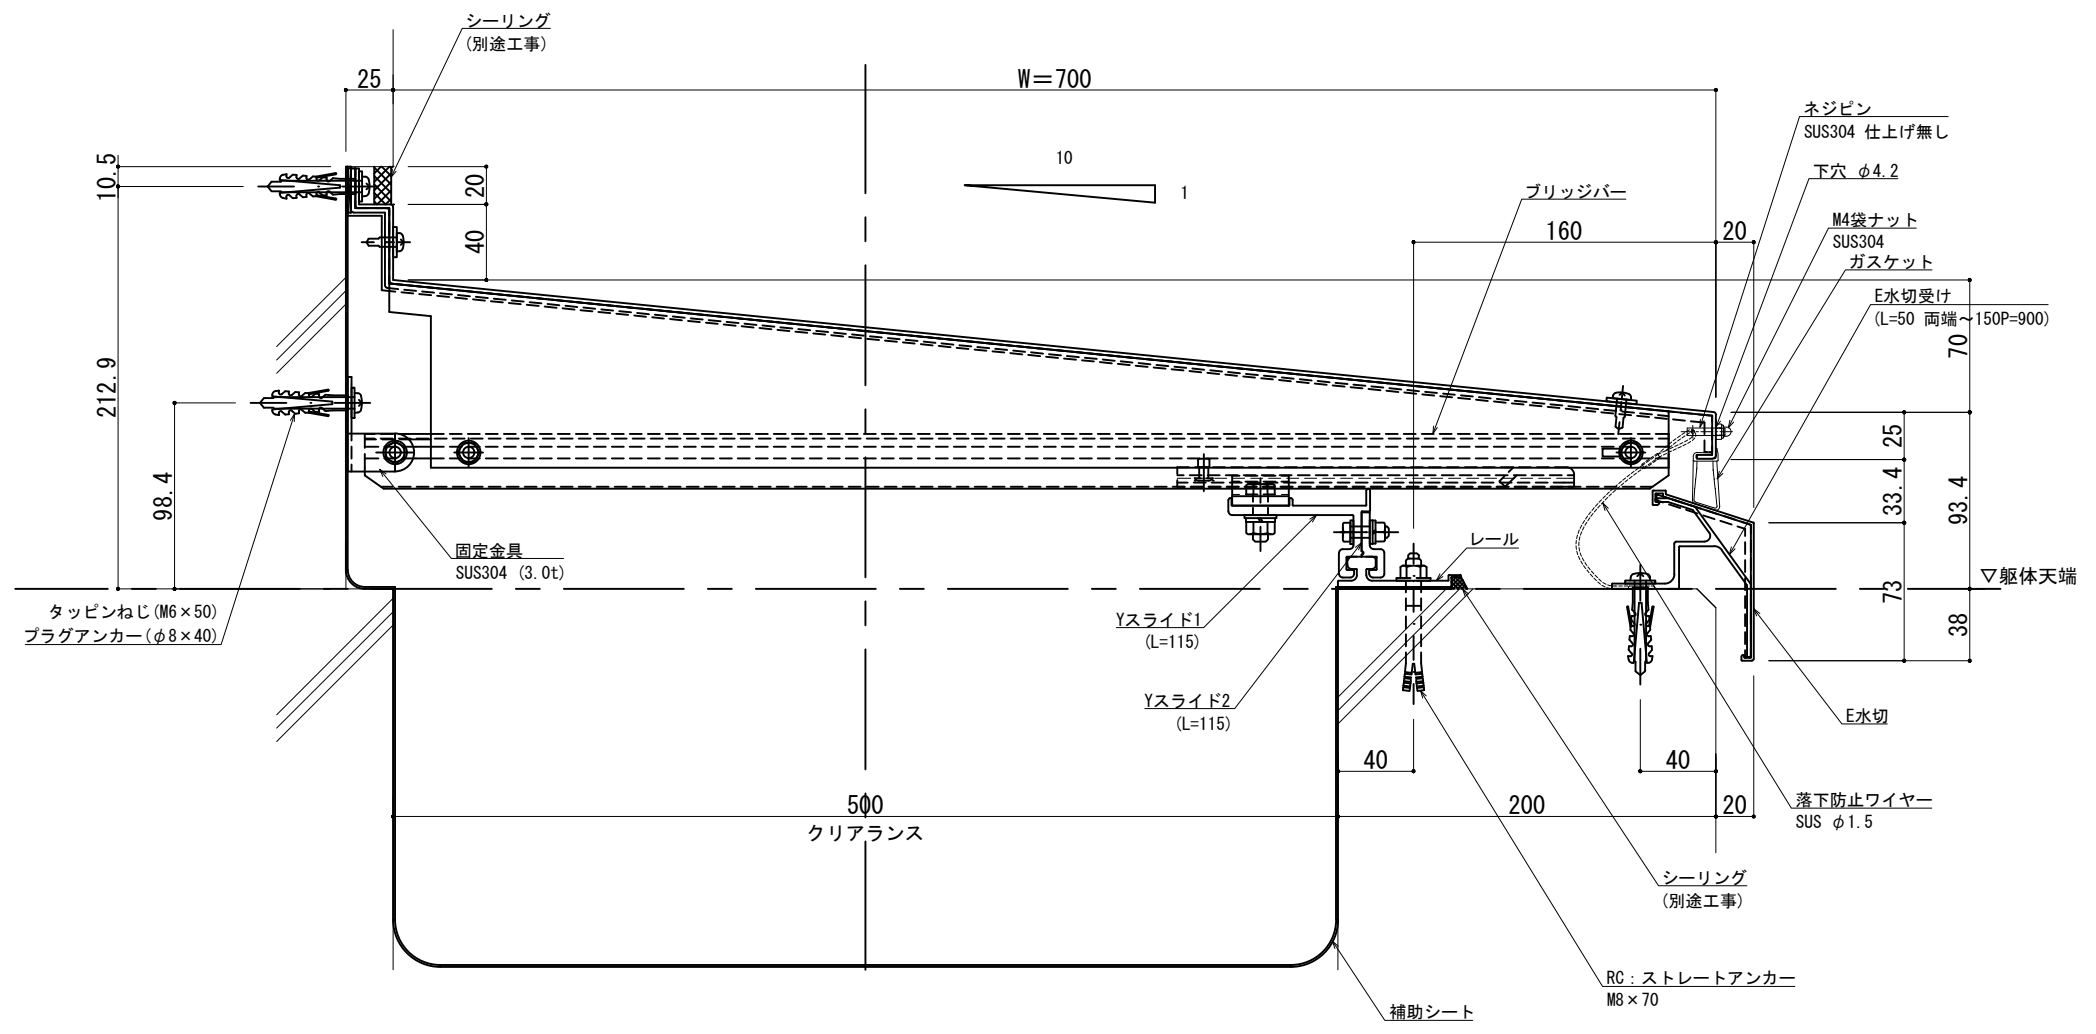 シーリング
(別途工事)
25
W＝700
ネジピン
SUS304 仕上げ無し
10.5
10
20
1
下穴 φ4.2
ブリッジバー
M4袋ナット
SUS304
40
160
20
ガスケット
E水切受け
(L=50 両端～150P=900)
70
212.9
25
98.4
33.4
93.4
固定金具
SUS304 (3.0t)
レール
▽躯体天端
タッピンねじ(M6×50)
プラグアンカー(φ8×40)
Yスライド1
(L=115)
73
38
Yスライド2
(L=115)
E水切
40
40
500
クリアランス
200
20
落下防止ワイヤー
SUS φ1.5
シーリング
(別途工事)
RC：ストレートアンカー
M8×70
補助シート